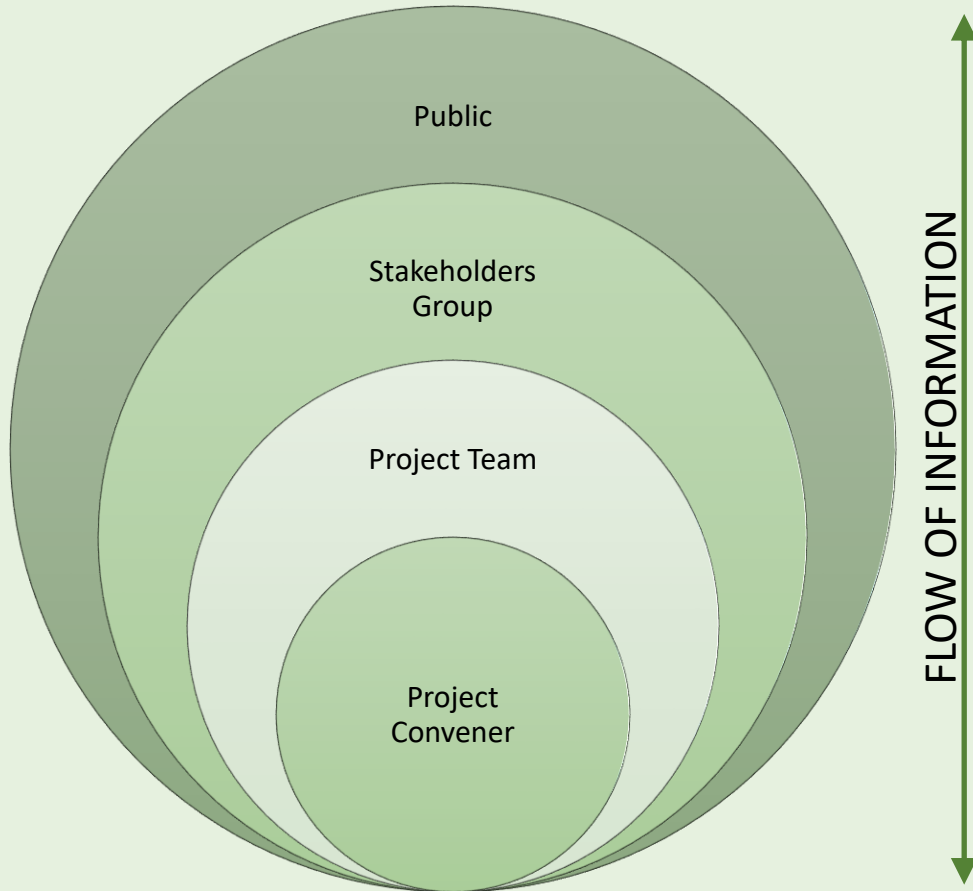 Public
Stakeholders
Group
Project Team
Project
Convener
FLOW OF INFORMATION